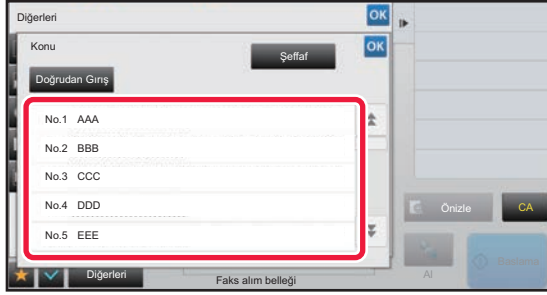 Diğerleri
OK
Konu
Şeffaf
OK
Doğrudan Giriş
No.1 AAA
No.2 BBB
No.3 CCC
No.4 DDD
No.5 EEE
Önizle
CA
Diğerleri
Faks alım belleği
Al